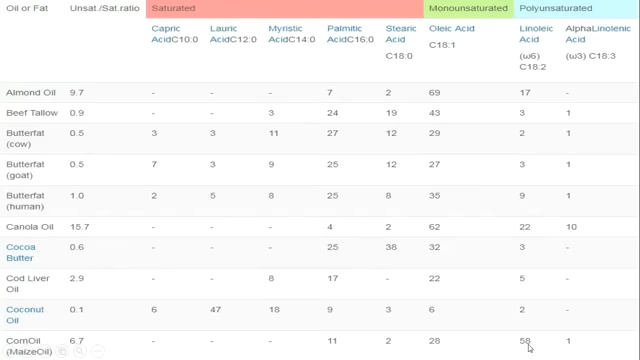 Oil or Fat Unsat./Sat.ratio Saturated Monounsaturated Polyunsaturated
Capric AcidC10:0 Lauric AcidC12:0 Myristic AcidC14:0 Palmitic AcidC16:0 Stearic Acid C18:0 Oleic Acid C18:1 Linoleic Acid (ω6) C18:2 AlphaLinolenic Acid (ω3) C18:3
Almond Oil 9.7 - - - 7 2 69 17 -
Beef Tallow 0.9 - - 3 24 19 43 3 1
Butterfat (cow) 0.5 3 3 11 27 12 29 2 1
Butterfat (goat) 0.5 7 3 9 25 12 27 3 1
Butterfat (human) 1.0 2 5 8 25 8 35 9 1
Canola Oil 15.7 - - - 4 2 62 22 10
Cocoa Butter 0.6 - - - 25 38 32 3 -
Cod Liver Oil 2.9 - - 8 17 - 22 5 -
Coconut Oil 0.1 6 47 18 9 3 6 2 -
CornOil (MaizeOil) 6.7 - - - 11 2 28 58 1